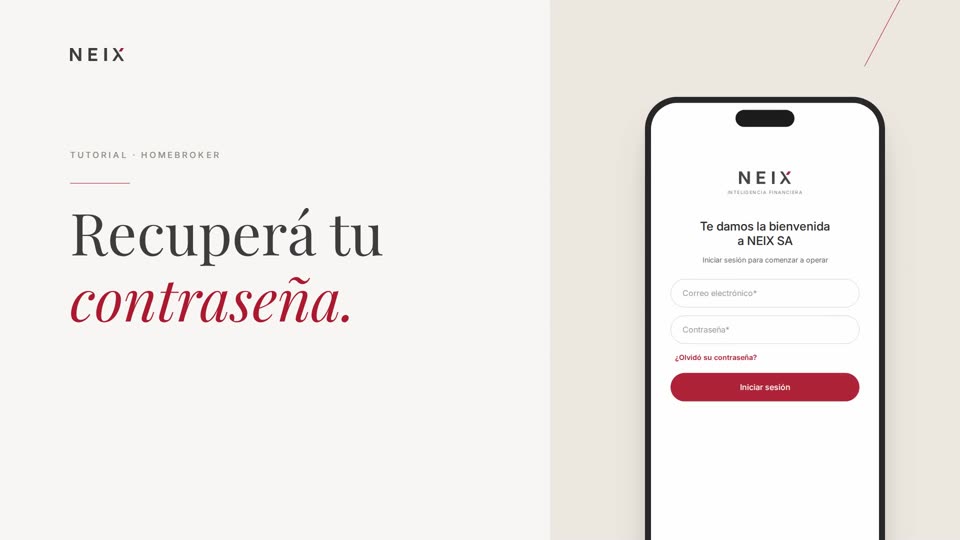 NEIX
TUTORIAL · HOMEBROKER
Recuperá tu
contraseña.
NEIX
INTELIGENCIA FINANCIERA
Te damos la bienvenida
a NEIX SA
Iniciar sesión para comenzar a operar
Correo electrónico*
Contraseña*
¿Olvidó su contraseña?
Iniciar sesión